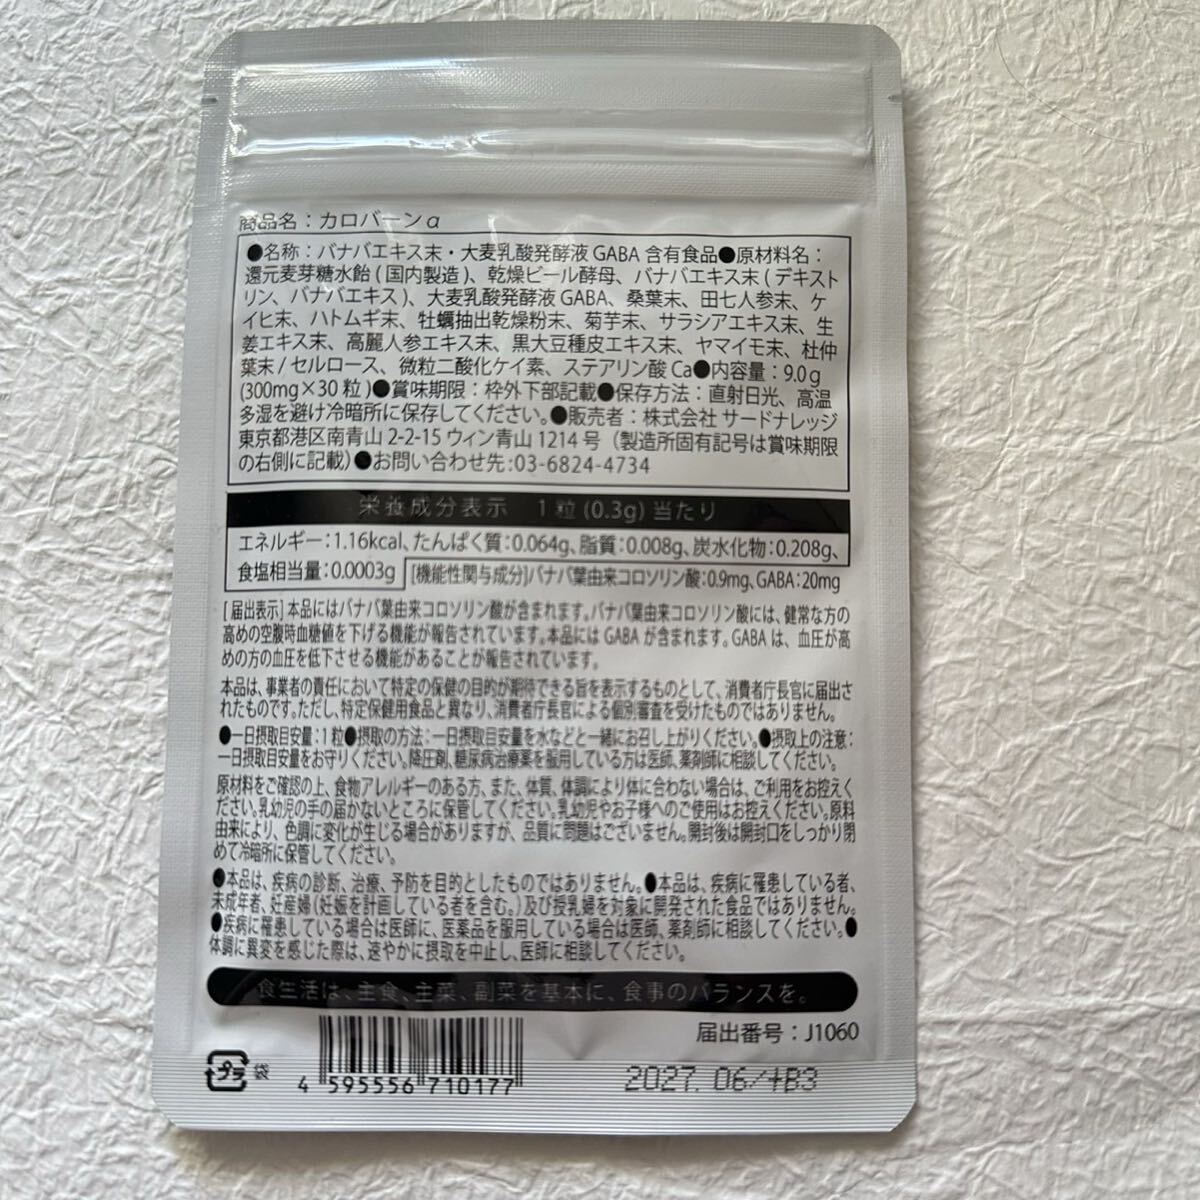 商品名：カロバーンα
●名称：バナバエキス末・大麦乳酸発酵液 GABA 含有食品●原材料名：
還元麦芽糖水飴 ( 国内製造 )、乾燥ビール酵母、バナバエキス末 ( デキスト
リン、バナバエキス )、大麦乳酸発酵液 GABA、桑葉末、田七人参末、ケ
イヒ末、ハトムギ末、牡蠣抽出乾燥粉末、菊芋末、サラシアエキス末、生
姜エキス末、高麗人参エキス末、黒大豆種皮エキス末、ヤマイモ末、杜仲
葉末 / セルロース、微粒二酸化ケイ素、ステアリン酸 Ca●内容量：9.0g
(300mg×30 粒 )●賞味期限：枠外下部記載●保存方法：直射日光、高温
多湿を避け冷暗所に保存してください。●販売者：株式会社 サードナレッジ
東京都港区南青山 2-2-15 ウィン青山 1214 号（製造所固有記号は賞味期限
の右側に記載)●お問い合わせ先:03-6824-4734
栄養成分表示 1 粒 (0.3g) 当たり
エネルギー：1.16kcal、たんぱく質：0.064g、脂質：0.008g、炭水化物：0.208g、
食塩相当量：0.0003g [機能性関与成分]バナバ葉由来コロソリン酸：0.9mg、GABA：20mg
[ 届出表示 ] 本品にはバナバ葉由来コロソリン酸が含まれます。バナバ葉由来コロソリン酸には、健常な方の
高めの空腹時血糖値を下げる機能が報告されています。本品には GABA が含まれます。GABA は、血圧が高
めの方の血圧を低下させる機能があることが報告されています。
本品は、事業者の責任において特定の保健の目的が期待できる旨を表示するものとして、消費者庁長官に届出さ
れたものです。ただし、特定保健用食品と異なり、消費者庁長官による個別審査を受けたものではありません。
●一日摂取目安量：1 粒●摂取の方法：一日摂取目安量を水などと一緒にお召し上がりください。●摂取上の注意：
一日摂取目安量をお守りください。降圧剤、糖尿病治療薬を服用している方は医師、薬剤師に相談してください。
原材料をご確認の上、食物アレルギーのある方、また、体質、体調により体に合わない場合は、ご利用をお控えく
ださい。乳幼児の手の届かないところに保管してください。乳幼児やお子様へのご使用はお控えください。原料
由来により、色調に変化が生じる場合がありますが、品質に問題はございません。開封後は開封口をしっかり閉
めて冷暗所に保管してください。
●本品は、疾病の診断、治療、予防を目的としたものではありません。●本品は、疾病に罹患している者、
未成年者、妊産婦（妊娠を計画している者を含む。）及び授乳婦を対象に開発された食品ではありません。
●疾病に罹患している場合は医師に、医薬品を服用している場合は医師、薬剤師に相談してください。●
体調に異変を感じた際は、速やかに摂取を中止し、医師に相談してください。
食生活は、主食、主菜、副菜を基本に、食事のバランスを。
届出番号：J1060
プラ 袋
4 595556 710177
2027. 06/+B3